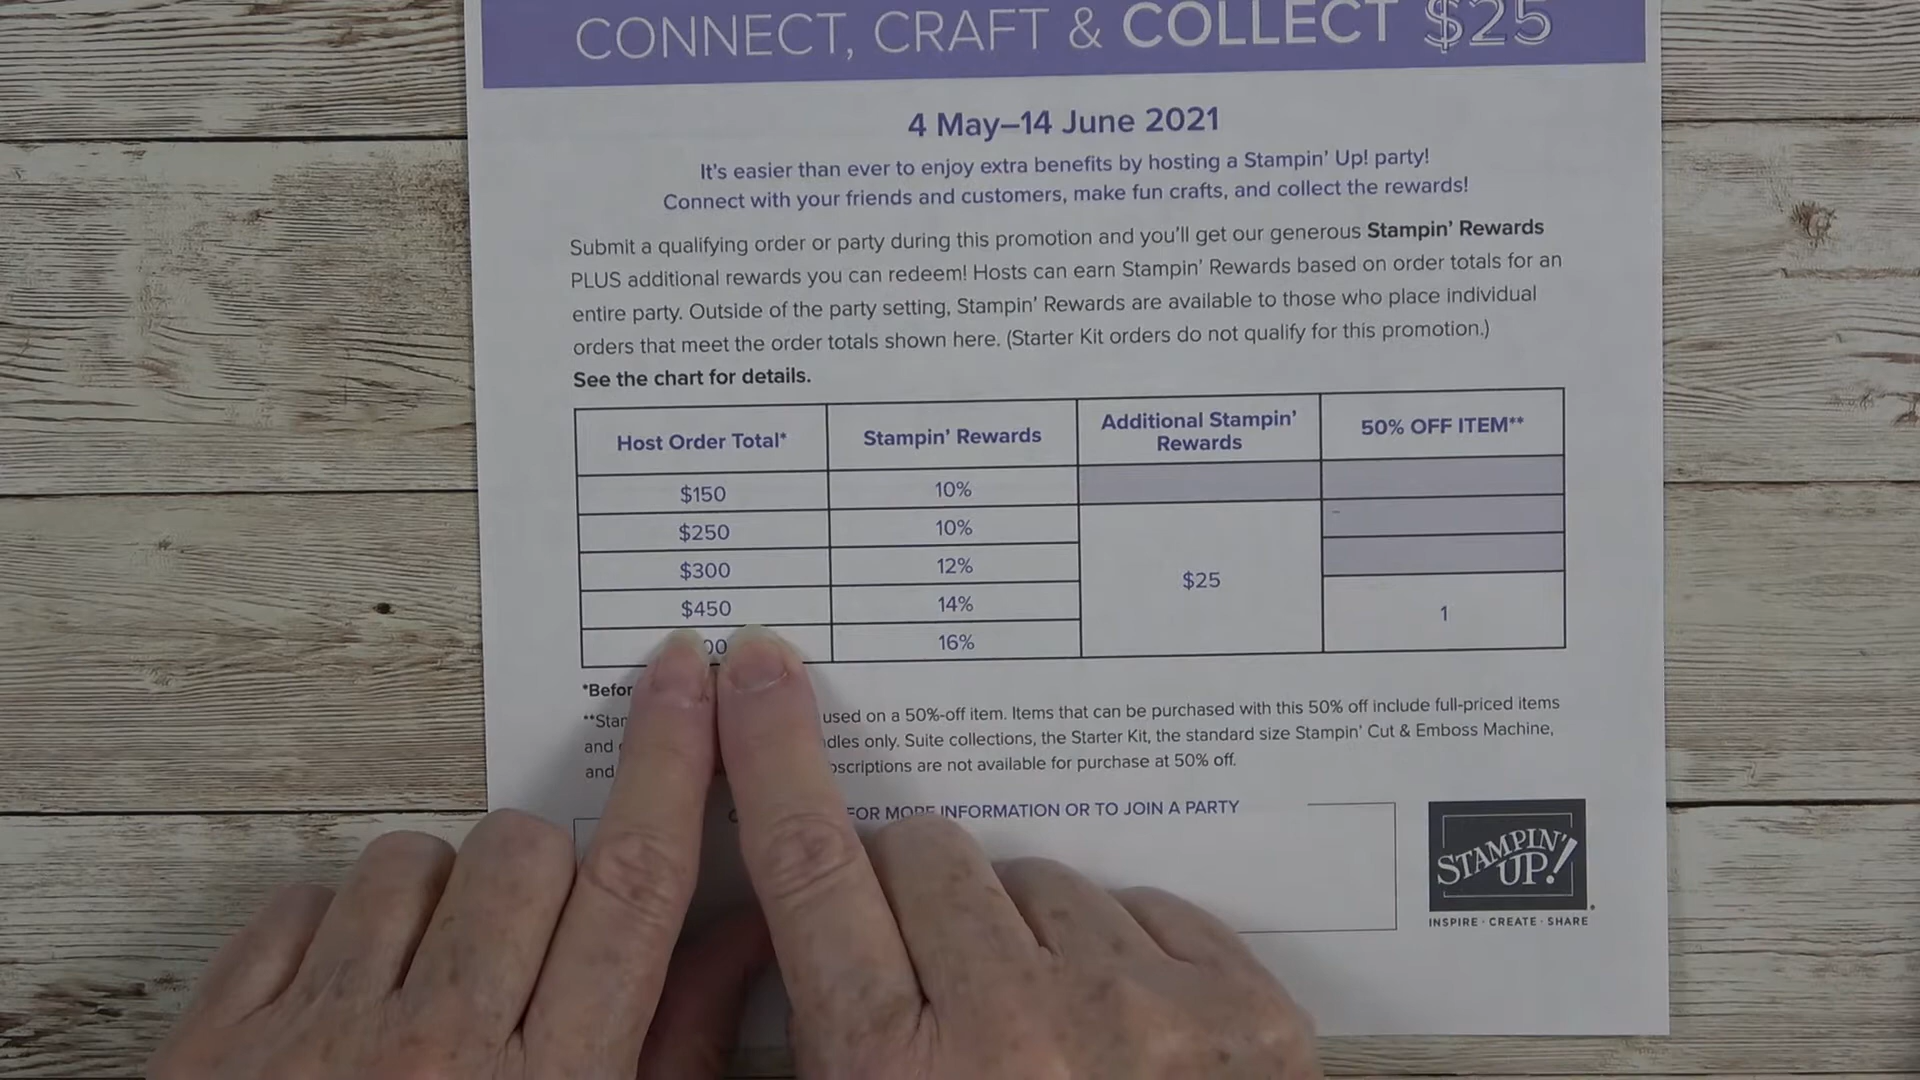 CONNECT, CRAFT & COLLECT $25
4 May–14 June 2021
It's easier than ever to enjoy extra benefits by hosting a Stampin' Up! party!
Connect with your friends and customers, make fun crafts, and collect the rewards!
Submit a qualifying order or party during this promotion and you'll get our generous Stampin' Rewards
PLUS additional rewards you can redeem! Hosts can earn Stampin' Rewards based on order totals for an
entire party. Outside of the party setting, Stampin' Rewards are available to those who place individual
orders that meet the order totals shown here. (Starter Kit orders do not qualify for this promotion.)
See the chart for details.
Host Order Total* Stampin' Rewards Additional Stampin' Rewards 50% OFF ITEM**
$150 10%
$250 10%
$300 12%
$25
$450 14%
1
16%
used on a 50%-off item. Items that can be purchased with this 50% off include full-priced items
and only. Suite collections, the Starter Kit, the standard size Stampin' Cut & Emboss Machine,
and are not available for purchase at 50% off.
FOR MORE INFORMATION OR TO JOIN A PARTY
STAMPIN'
UP!
INSPIRE · CREATE · SHARE